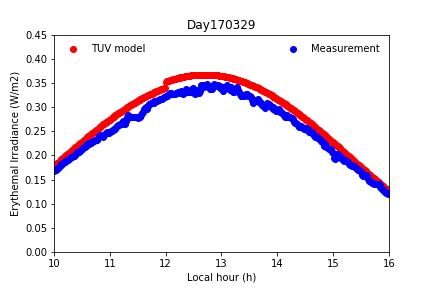 Day170329
TUV model
Measurement
0.45
0.40
0.35
0.30
0.25
0.20
0.15
0.10
0.05
0.00
Erythemal Irradiance (W/m2)
10 11 12 13 14 15 16
Local hour (h)